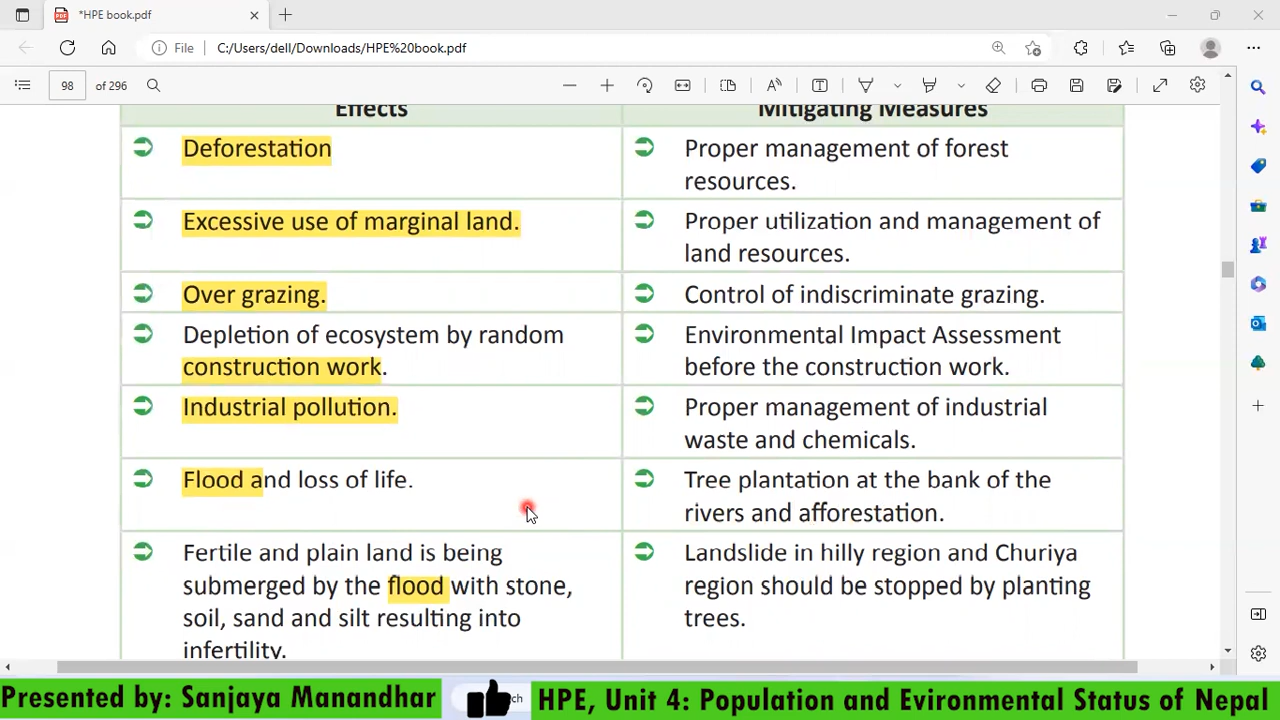 *HPE book.pdf
File C:/Users/dell/Downloads/HPE%20book.pdf
98 of 296
Effects Mitigating Measures
Deforestation
Proper management of forest
resources.
Excessive use of marginal land.
Proper utilization and management of
land resources.
Over grazing.
Control of indiscriminate grazing.
Depletion of ecosystem by random
construction work.
Environmental Impact Assessment
before the construction work.
Industrial pollution.
Proper management of industrial
waste and chemicals.
Flood and loss of life.
Tree plantation at the bank of the
rivers and afforestation.
Fertile and plain land is being
submerged by the flood with stone,
soil, sand and silt resulting into
infertility.
Landslide in hilly region and Churiya
region should be stopped by planting
trees.
Presented by: Sanjaya Manandhar
HPE, Unit 4: Population and Evironmental Status of Nepal